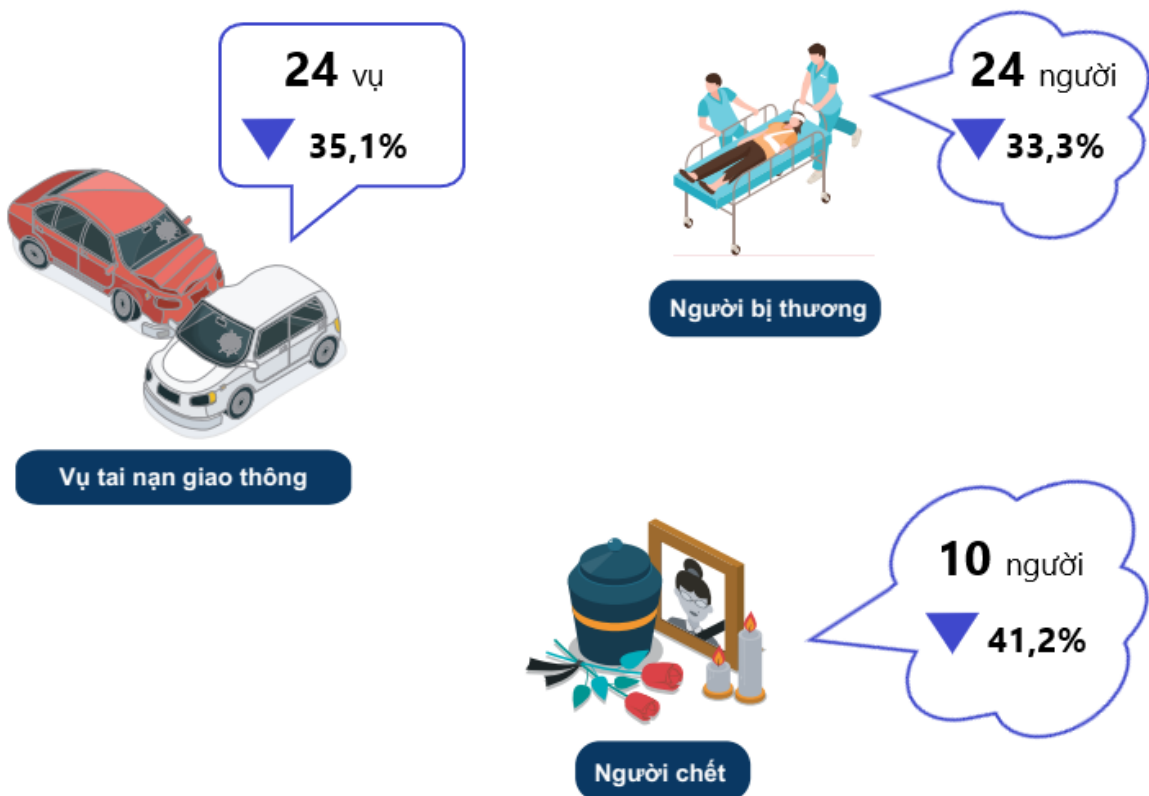 24 vụ
35,1%
Vụ tai nạn giao thông
24 người
33,3%
Người bị thương
10 người
41,2%
Người chết